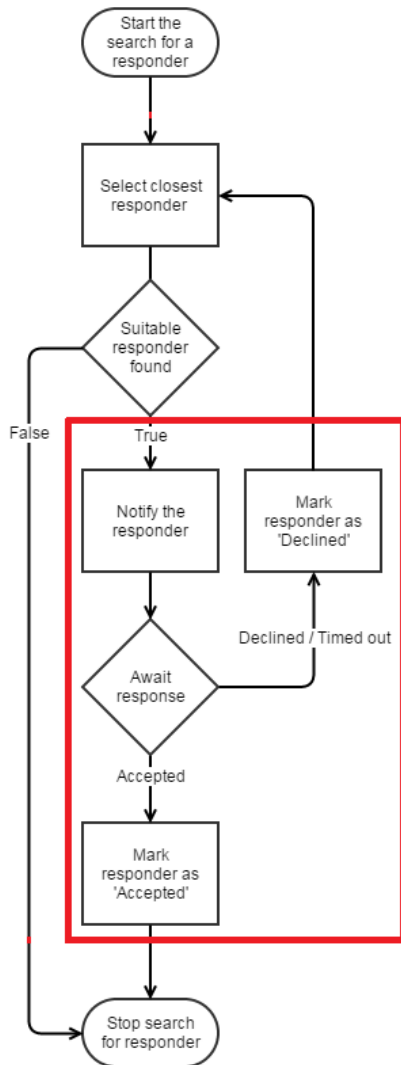 Start the
search for a
responder
Select closest
responder
Suitable
responder
found
False
True
Notify the
responder
Mark
responder as
'Declined'
Declined / Timed out
Await
response
Accepted
Mark
responder as
'Accepted'
Stop search
for responder